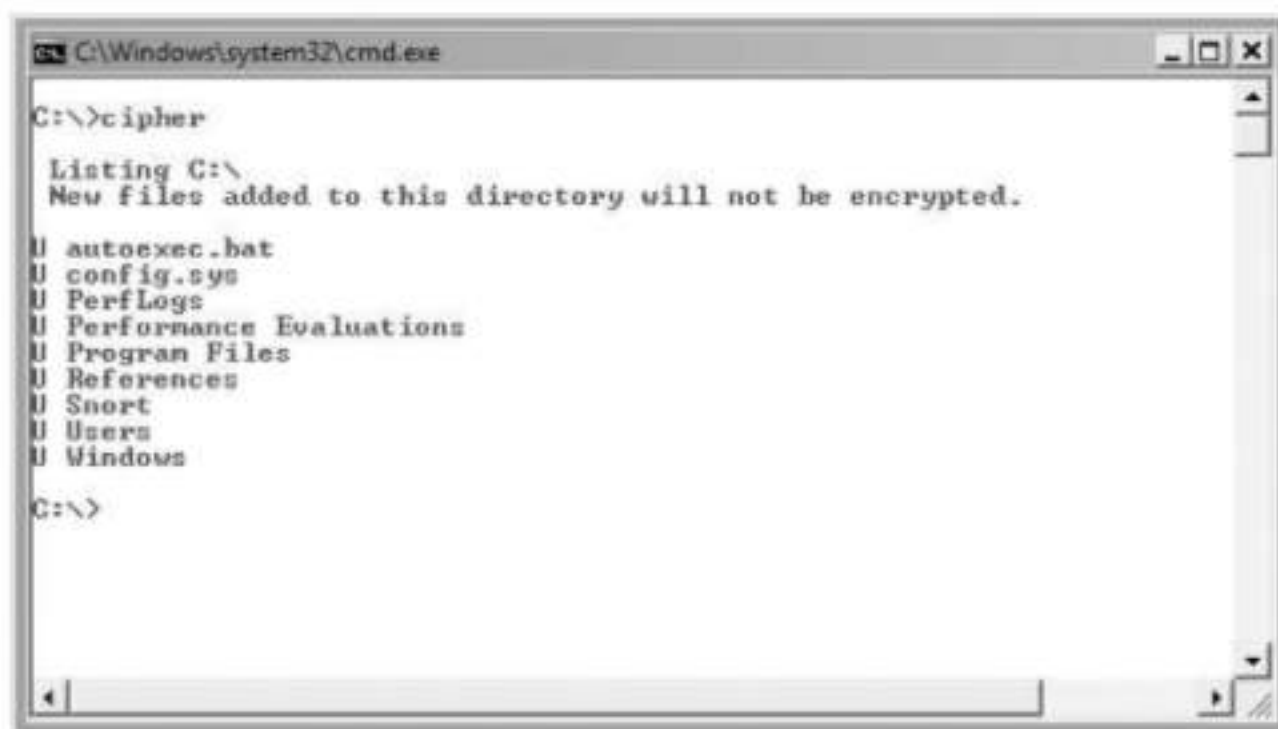 C:\Windows\system32\cmd.exe
C:\>cipher
Listing C:\
New files added to this directory will not be encrypted.
U autoexec.bat
U config.sys
U PerfLogs
U Performance Evaluations
U Program Files
U References
U Snort
U Users
U Windows
C:\>